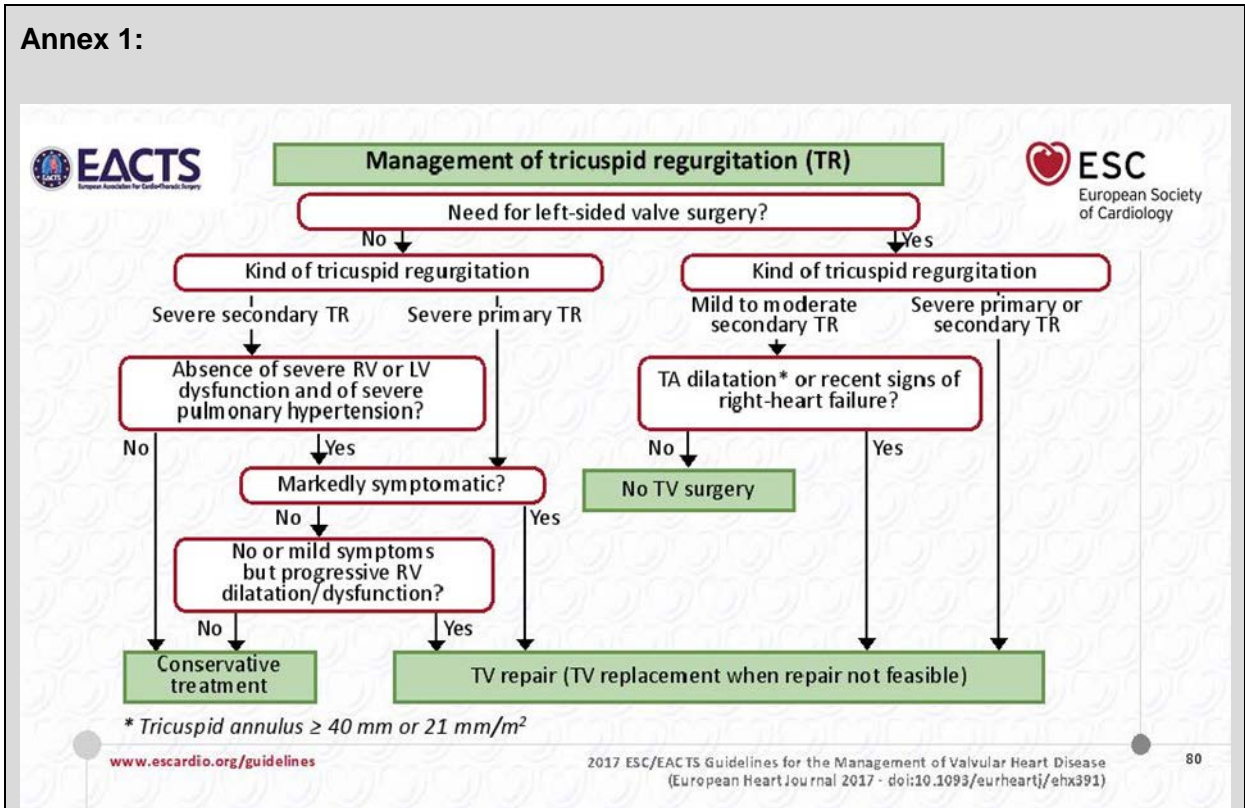 Annex 1:
EACTS
European Association For Cardio-Thoracic Surgery
Management of tricuspid regurgitation (TR)
ESC
European Society
of Cardiology
Need for left-sided valve surgery?
No
Yes
Kind of tricuspid regurgitation
Kind of tricuspid regurgitation
Severe secondary TR
Severe primary TR
Mild to moderate
secondary TR
Severe primary or
secondary TR
Absence of severe RV or LV
dysfunction and of severe
pulmonary hypertension?
TA dilatation* or recent signs of
right-heart failure?
No
Yes
No
Yes
Markedly symptomatic?
No TV surgery
No
Yes
No or mild symptoms
but progressive RV
dilatation/dysfunction?
No
Yes
Conservative
treatment
TV repair (TV replacement when repair not feasible)
* Tricuspid annulus ≥ 40 mm or 21 mm/m²
www.escardio.org/guidelines
2017 ESC/EACTS Guidelines for the Management of Valvular Heart Disease
(European Heart Journal 2017 - doi:10.1093/eurheartj/ehx391)
80